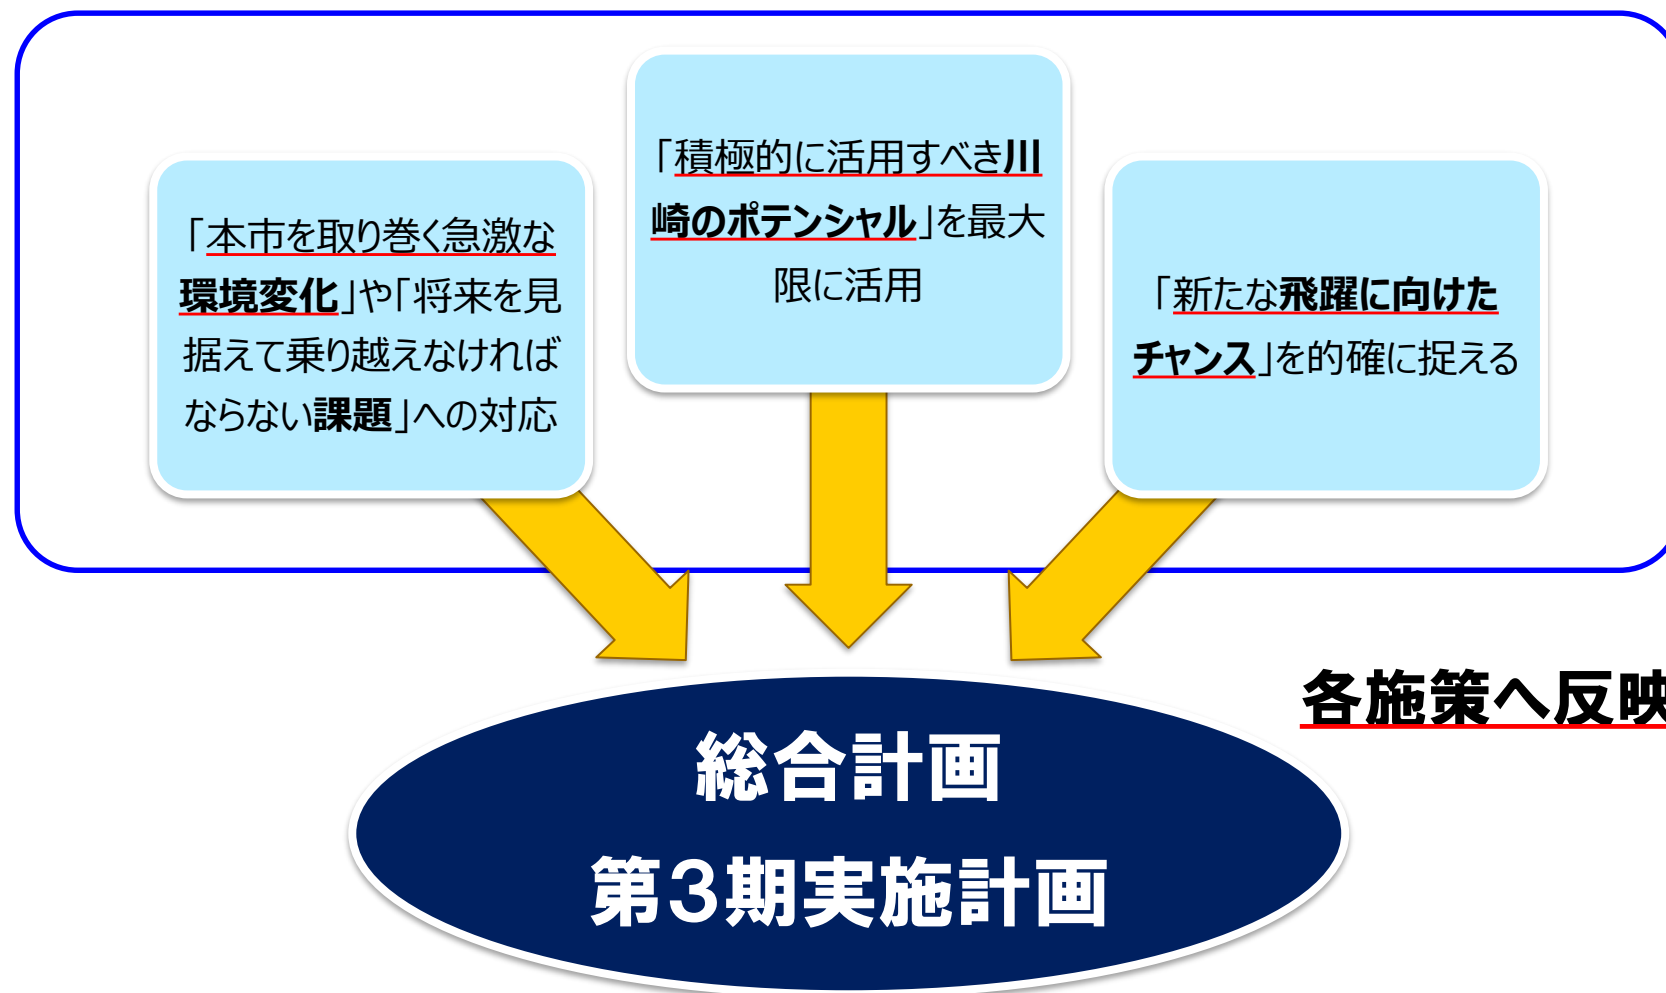 「本市を取り巻く急激な
環境変化」や「将来を見
据えて乗り越えなければ
ならない課題」への対応
「積極的に活用すべき川
崎のポテンシャル」を最大
限に活用
「新たな飛躍に向けた
チャンス」を的確に捉える
各施策へ反映
総合計画
第３期実施計画